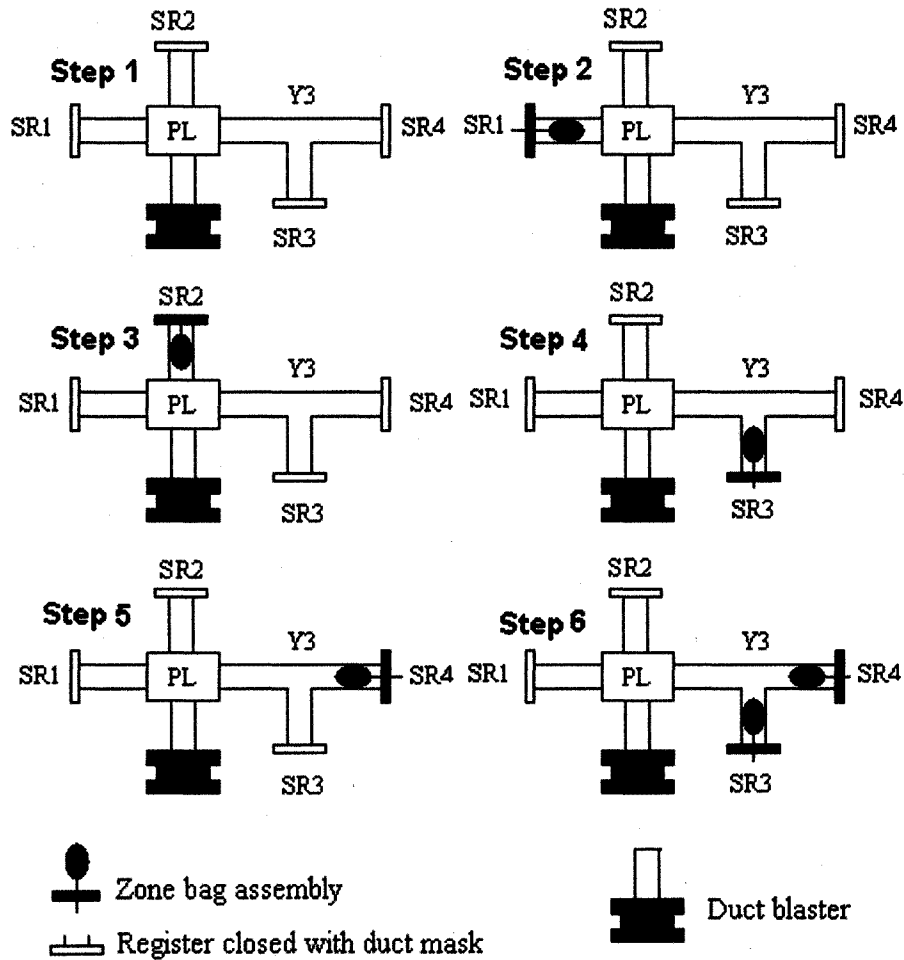 SR2
SR2
Step 1
Step 2
Y3
Y3
SR1
PL
SR4
SR1
PL
SR4
SR3
SR3
SR2
SR2
Step 3
Step 4
Y3
Y3
SR1
PL
SR4
SR1
PL
SR4
SR3
SR3
SR2
SR2
Step 5
Step 6
Y3
Y3
SR1
PL
SR4
SR1
PL
SR4
SR3
SR3
Zone bag assembly
Duct blaster
Register closed with duct mask